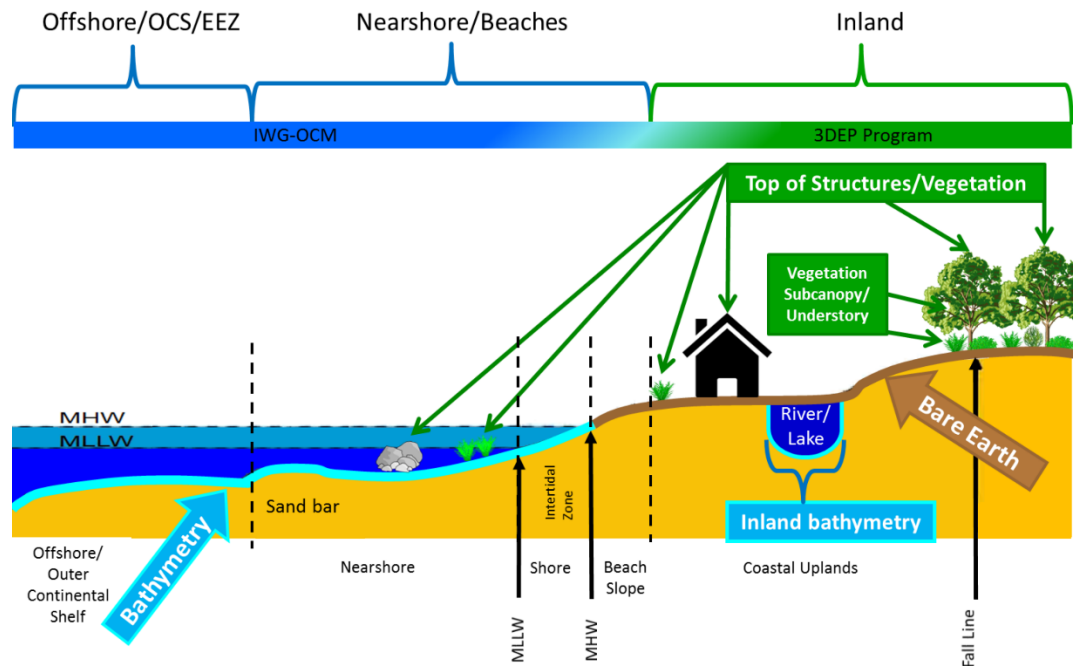 Offshore/OCS/EEZ
Nearshore/Beaches
Inland
IWG-OCM
3DEP Program
Top of Structures/Vegetation
Vegetation
Subcanopy/
Understory
MHW
MLLW
River/
Lake
Bare Earth
Sand bar
Intertidal
Zone
Inland bathymetry
Bathymetry
Offshore/
Outer
Continental
Shelf
Nearshore
Shore
Beach
Slope
Coastal Uplands
MLLW
MHW
Fall Line